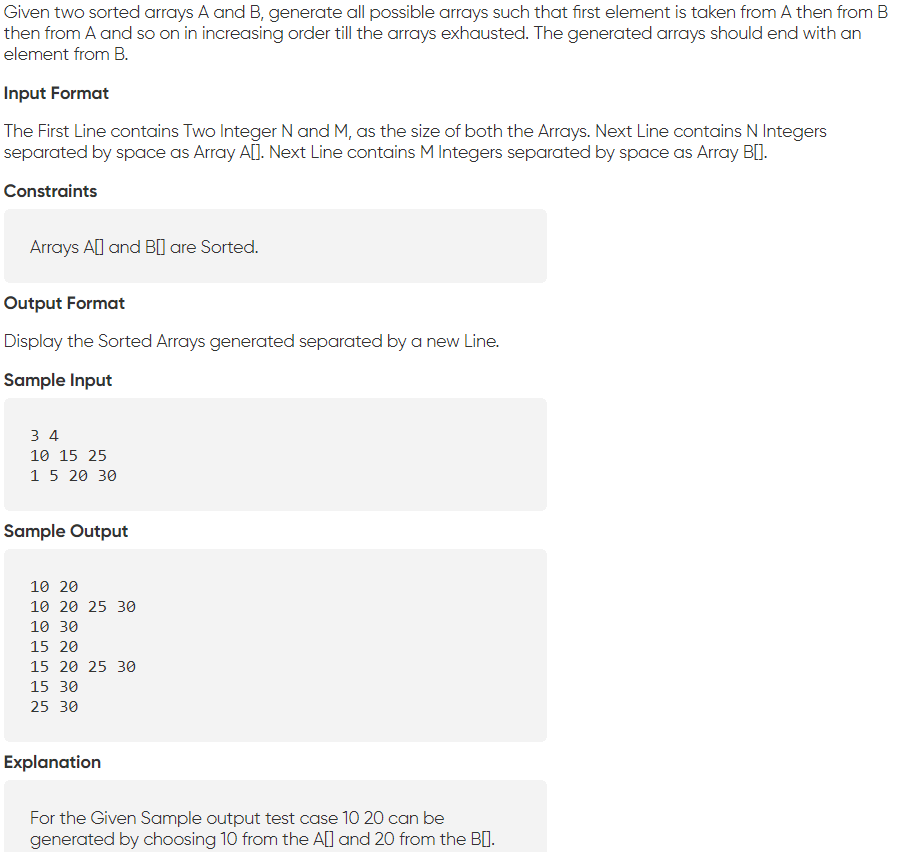 Given two sorted arrays A and B, generate all possible arrays such that first element is taken from A then from B
then from A and so on in increasing order till the arrays exhausted. The generated arrays should end with an
element from B.
Input Format
The First Line contains Two Integer N and M, as the size of both the Arrays. Next Line contains N Integers
separated by space as Array A[]. Next Line contains M Integers separated by space as Array B[].
Constraints
Arrays A[] and B[] are Sorted.
Output Format
Display the Sorted Arrays generated separated by a new Line.
Sample Input
3 4
10 15 25
1 5 20 30
Sample Output
10 20
10 20 25 30
10 30
15 20
15 20 25 30
15 30
25 30
Explanation
For the Given Sample output test case 10 20 can be
generated by choosing 10 from the A[] and 20 from the B[].